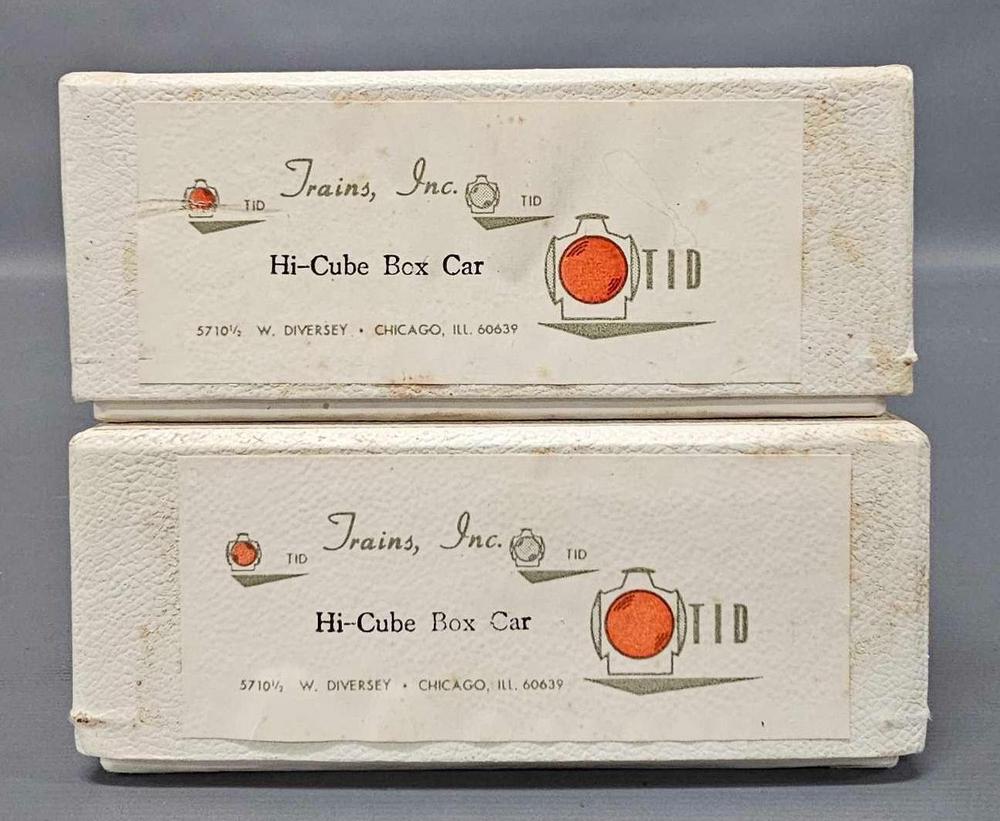 TID Trains, Inc. TID
Hi-Cube Box Car
TID
5710½ W. DIVERSEY • CHICAGO, ILL. 60639
TID Trains, Inc. TID
Hi-Cube Box Car
TID
5710½ W. DIVERSEY • CHICAGO, ILL. 60639